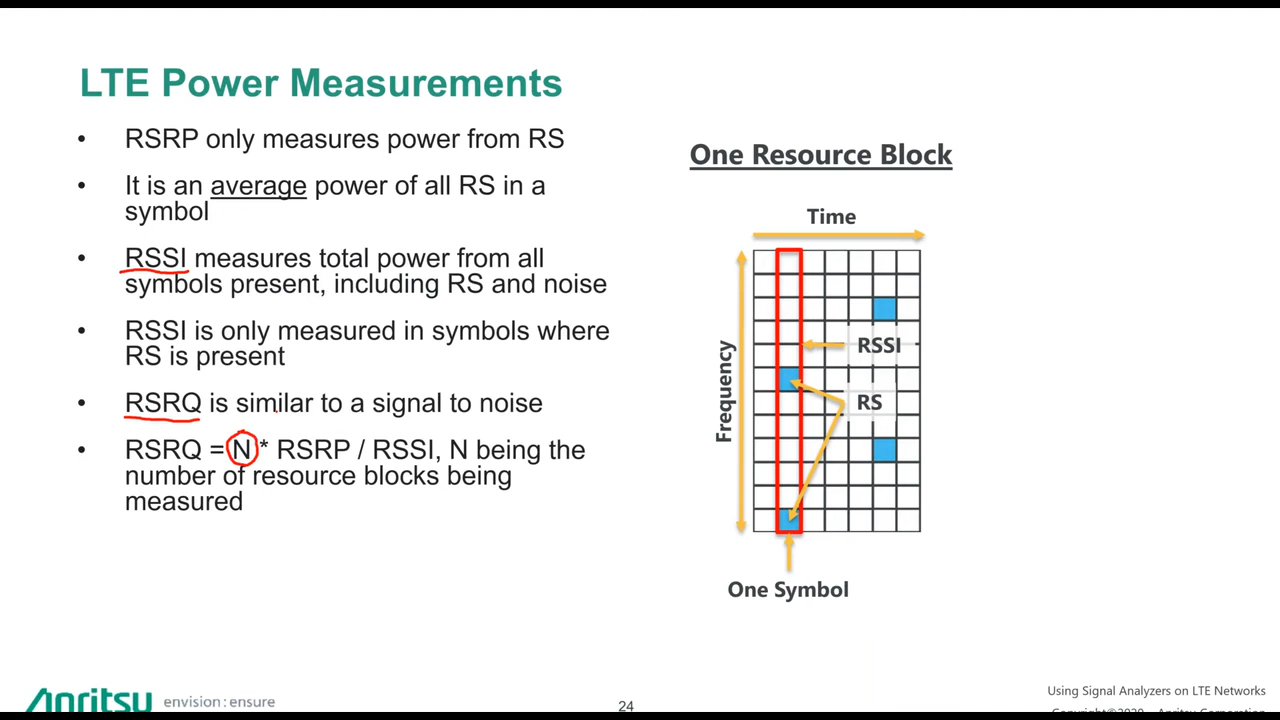 LTE Power Measurements
• RSRP only measures power from RS
• It is an average power of all RS in a
symbol
• RSSI measures total power from all
symbols present, including RS and noise
• RSSI is only measured in symbols where
RS is present
• RSRQ is similar to a signal to noise
• RSRQ = N * RSRP / RSSI, N being the
number of resource blocks being
measured
One Resource Block
Time
Frequency
RSSI
RS
One Symbol
Anritsu envision : ensure
24
Using Signal Analyzers on LTE Networks
Copyright©2020 Anritsu Corporation